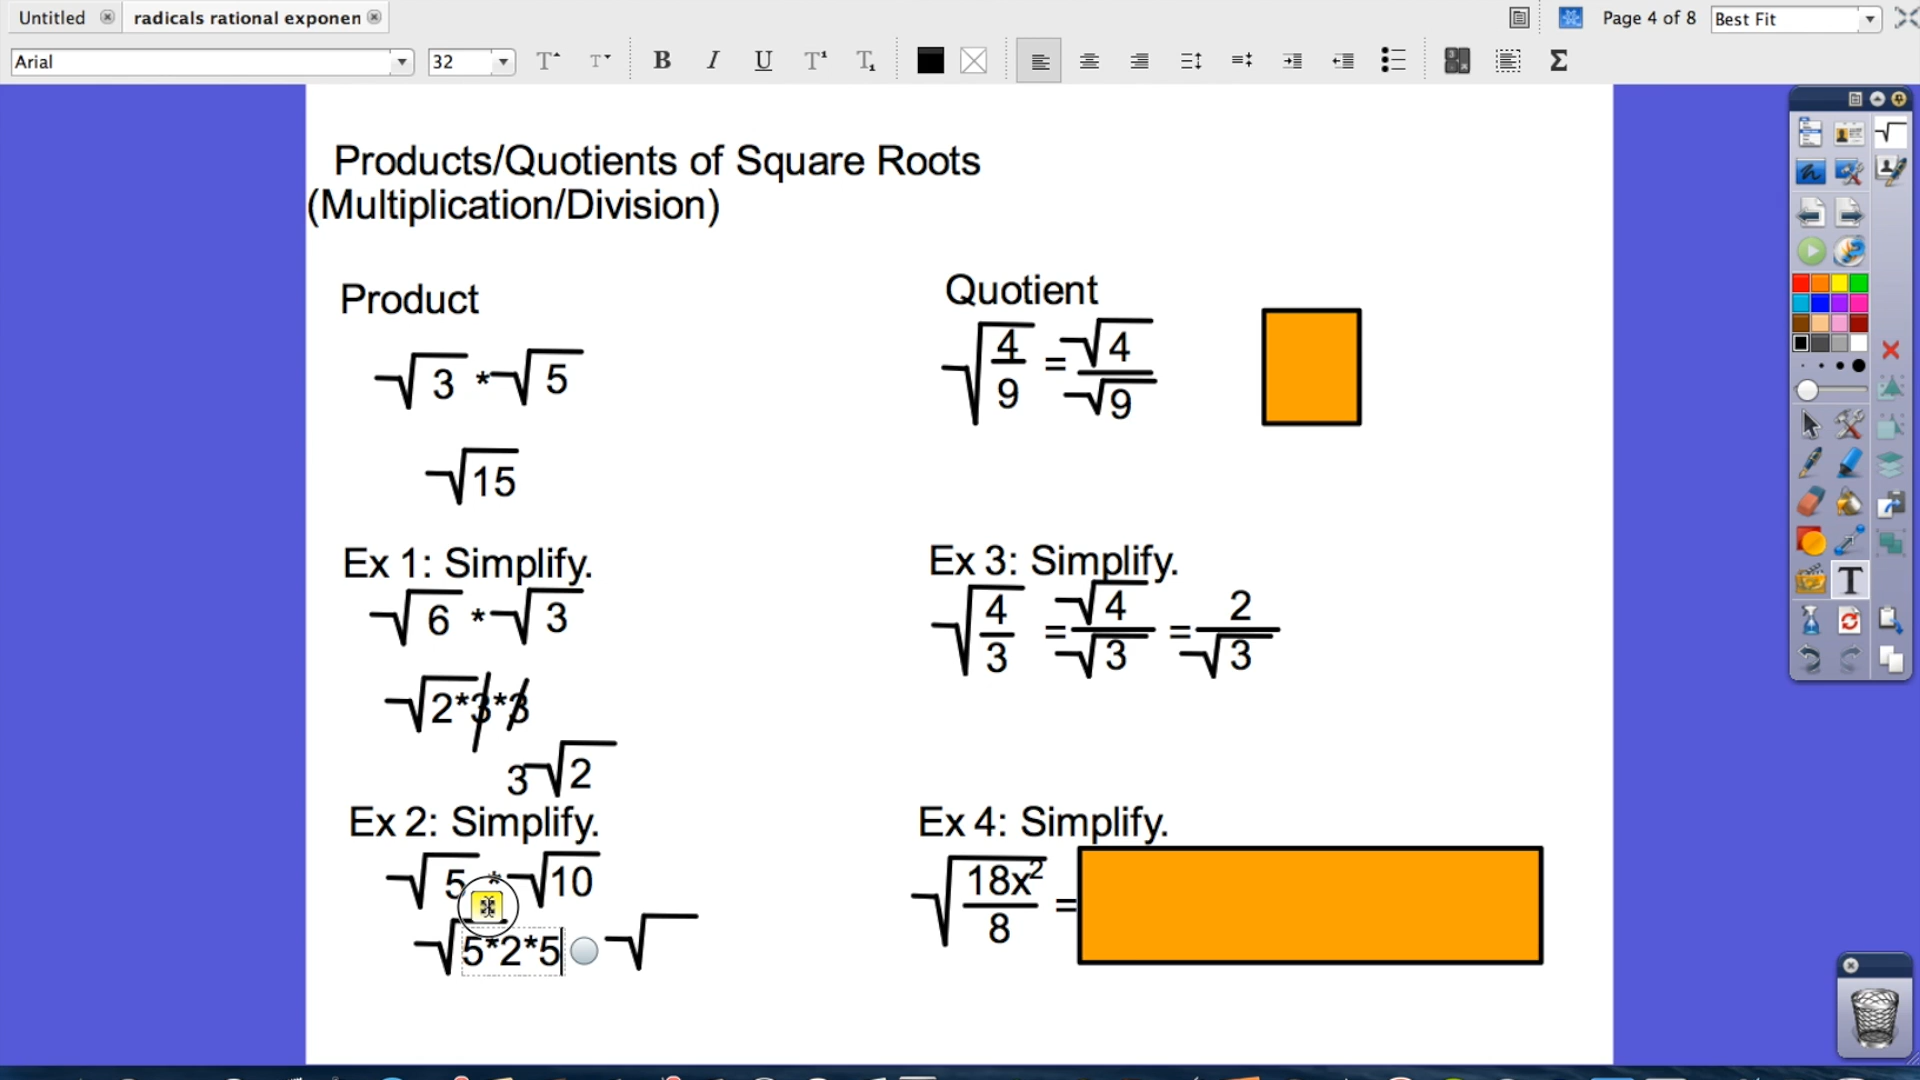 Untitled
radicals rational exponen
Page 4 of 8
Best Fit
Arial
32
B I U
Products/Quotients of Square Roots
(Multiplication/Division)
Product
√3 * √5
√15
Ex 1: Simplify.
√6 * √3
√2*3*3
3√2
Ex 2: Simplify.
√5 * √10
√5*2*5 √
Quotient
√4/9 = √4/√9
Ex 3: Simplify.
√4/3 = √4/√3 = 2/√3
Ex 4: Simplify.
√18x²/8 =